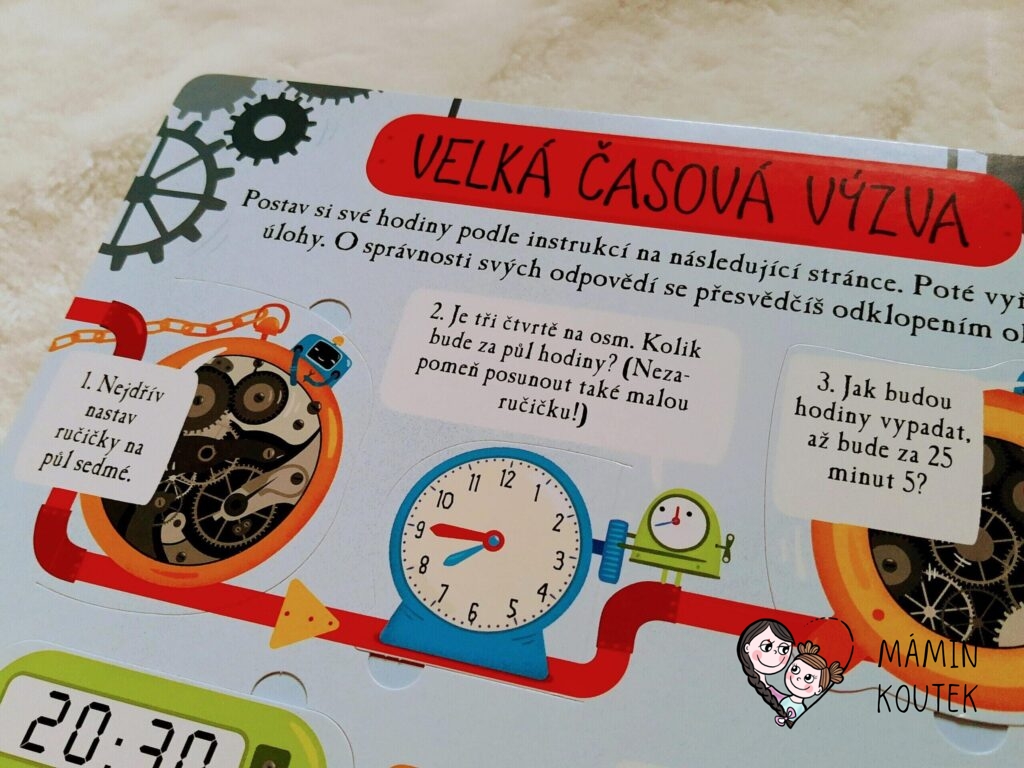 VELKÁ ČASOVÁ VÝZVA
Postav si své hodiny podle instrukcí na následující stránce. Poté
úlohy. O správnosti svých odpovědí se přesvědčíš odklopením
1. Nejdřív
nastav
ručičky na
půl sedmé.
2. Je tři čtvrtě na osm. Kolik
bude za půl hodiny? (Neza-
pomeň posunout také malou
ručičku!)
3. Jak budou
hodiny vypadat,
až bude za 25
minut 5?
12
1
2
3
4
5
6
7
8
9
10
20:30
MÁMIN
KOUTEK